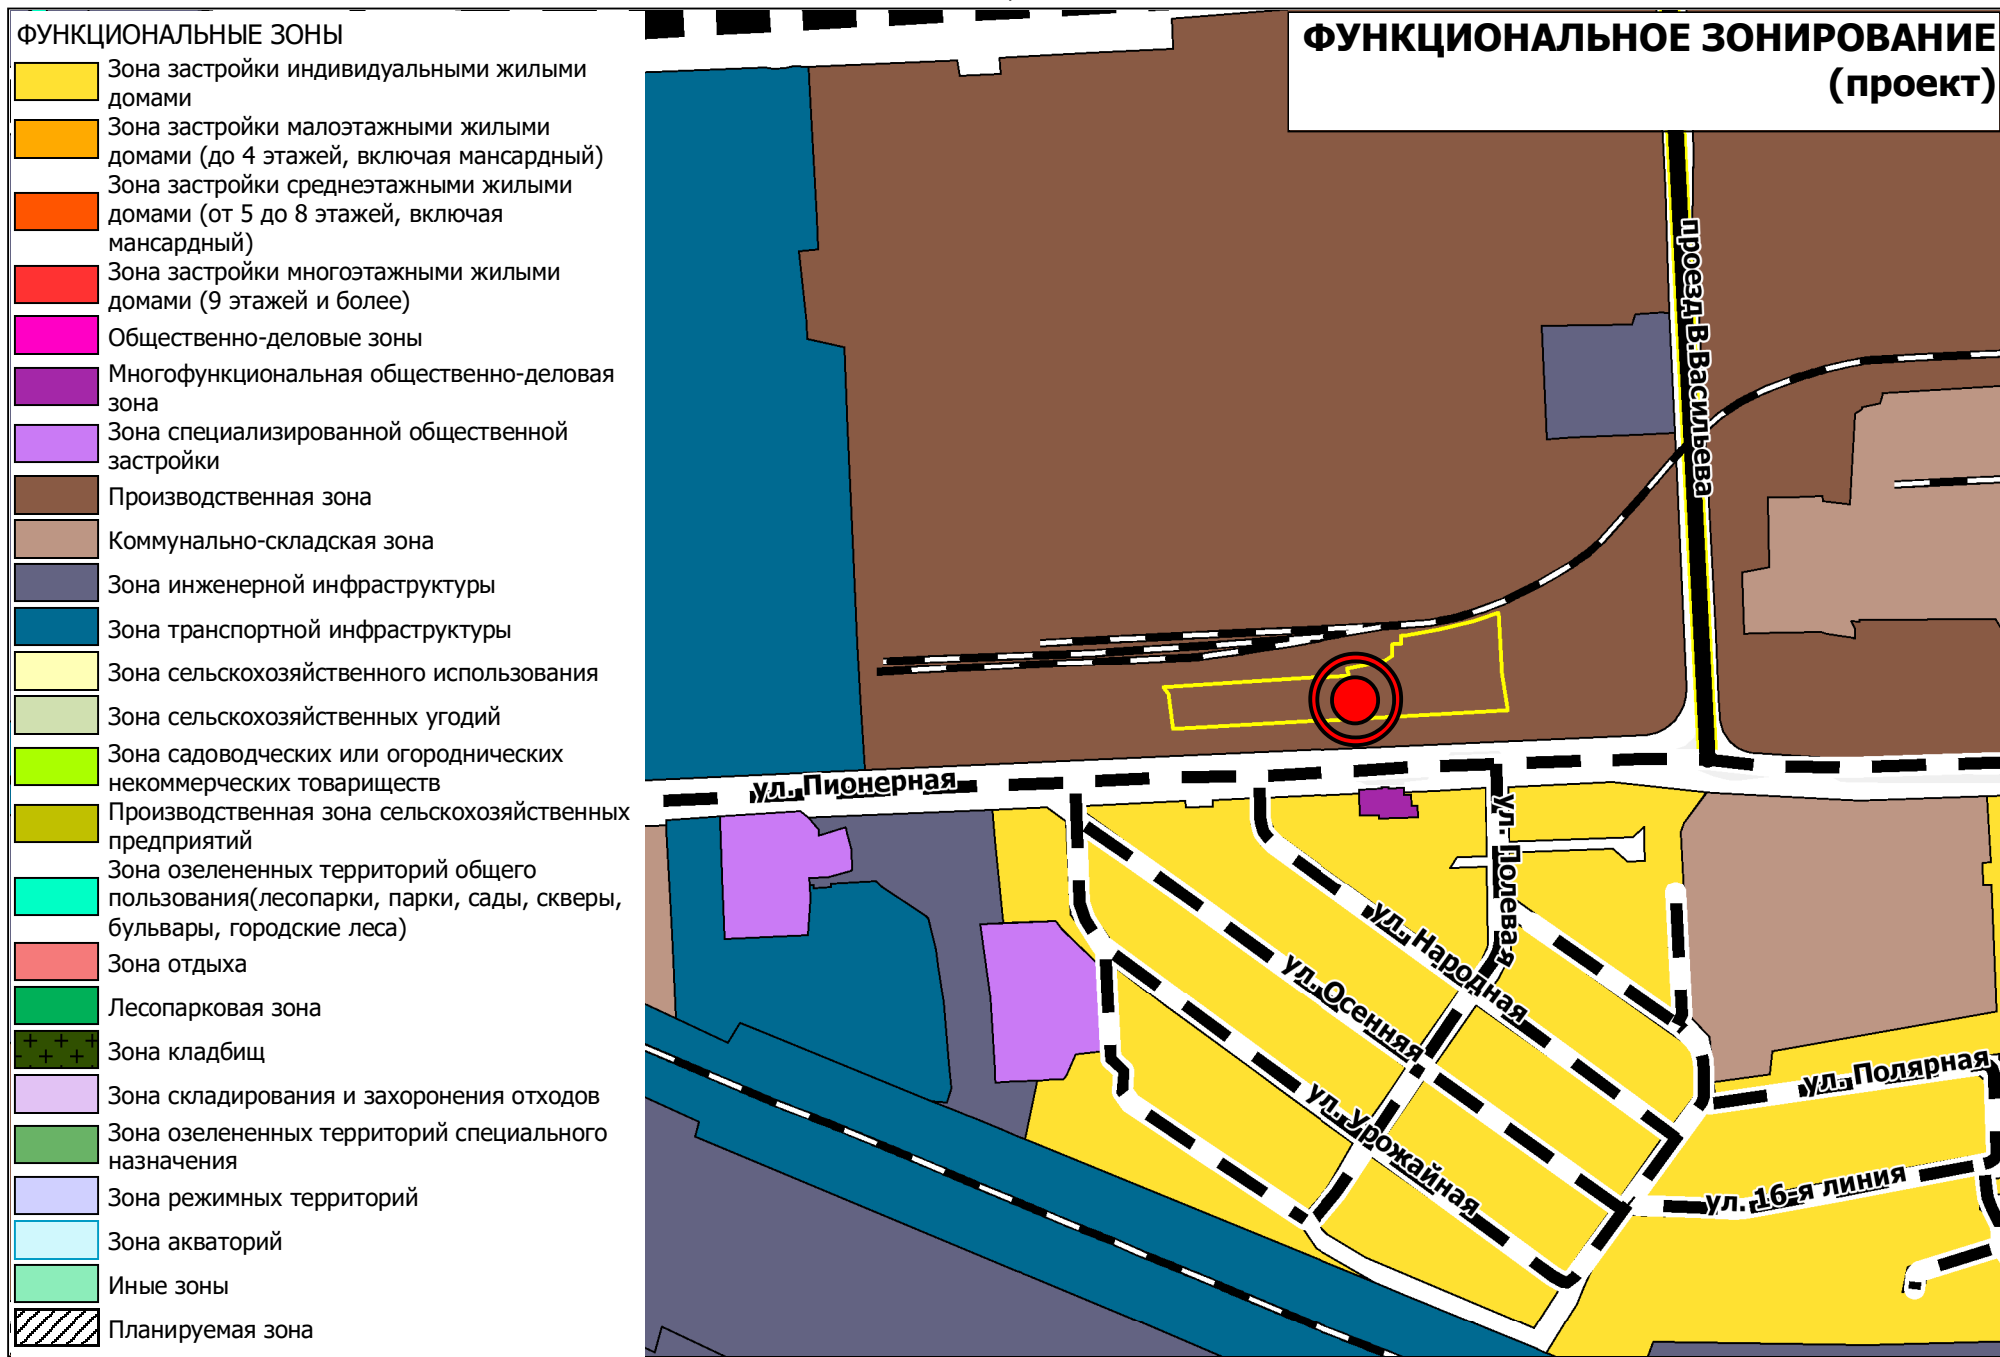 ФУНКЦИОНАЛЬНЫЕ ЗОНЫ
Зона застройки индивидуальными жилыми
домами
Зона застройки малоэтажными жилыми
домами (до 4 этажей, включая мансардный)
Зона застройки среднеэтажными жилыми
домами (от 5 до 8 этажей, включая
мансардный)
Зона застройки многоэтажными жилыми
домами (9 этажей и более)
Общественно-деловые зоны
Многофункциональная общественно-деловая
зона
Зона специализированной общественной
застройки
Производственная зона
Коммунально-складская зона
Зона инженерной инфраструктуры
Зона транспортной инфраструктуры
Зона сельскохозяйственного использования
Зона сельскохозяйственных угодий
Зона садоводческих или огороднических
некоммерческих товариществ
Производственная зона сельскохозяйственных
предприятий
Зона озелененных территорий общего
пользования(лесопарки, парки, сады, скверы,
бульвары, городские леса)
Зона отдыха
Лесопарковая зона
Зона кладбищ
Зона складирования и захоронения отходов
Зона озелененных территорий специального
назначения
Зона режимных территорий
Зона акваторий
Иные зоны
Планируемая зона
ФУНКЦИОНАЛЬНОЕ ЗОНИРОВАНИЕ
(проект)
проезд В.Васильева
ул. Пионерная
ул. Полевая
ул. Народная
ул. Осенняя
ул. Урожайная
ул. Полярная
ул. 16-я линия